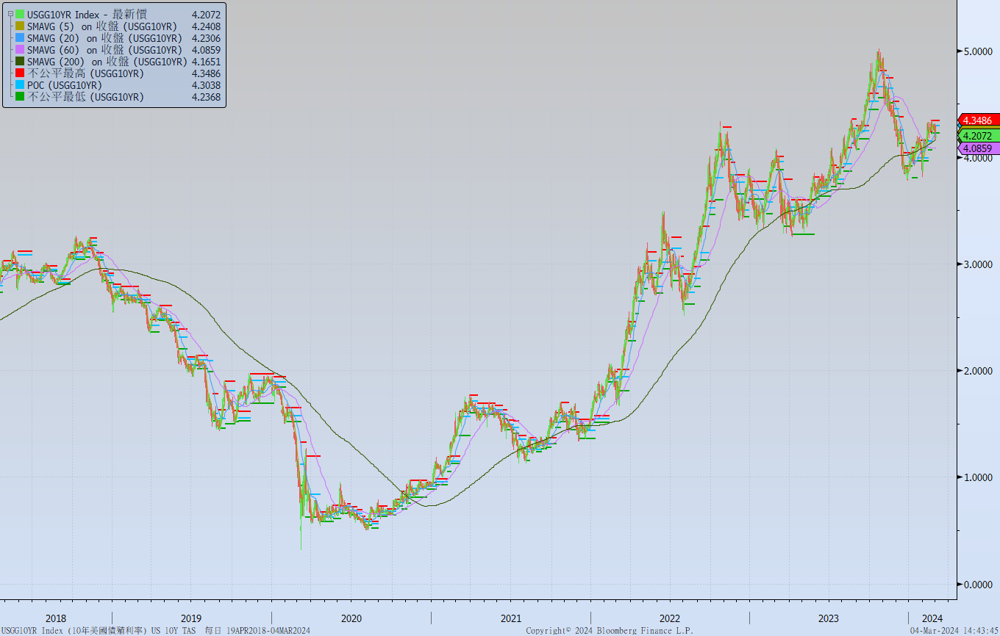 USGG10YR Index - 最新價 4.2072
SMAVG (5) on 收盤 (USGG10YR) 4.2408
SMAVG (20) on 收盤 (USGG10YR) 4.2306
SMAVG (60) on 收盤 (USGG10YR) 4.0859
SMAVG (200) on 收盤 (USGG10YR) 4.1651
不公平最高 (USGG10YR) 4.3486
POC (USGG10YR) 4.3038
不公平最低 (USGG10YR) 4.2368
5.0000
4.3486
4.2072
4.0859
4.0000
3.0000
2.0000
1.0000
0.0000
2018 2019 2020 2021 2022 2023 2024
USGG10YR Index (10年美國債殖利率) US 10Y TAS 每日 19APR2018-04MAR2024 Copyright© 2024 Bloomberg Finance L.P. 04-Mar-2024 14:43:45